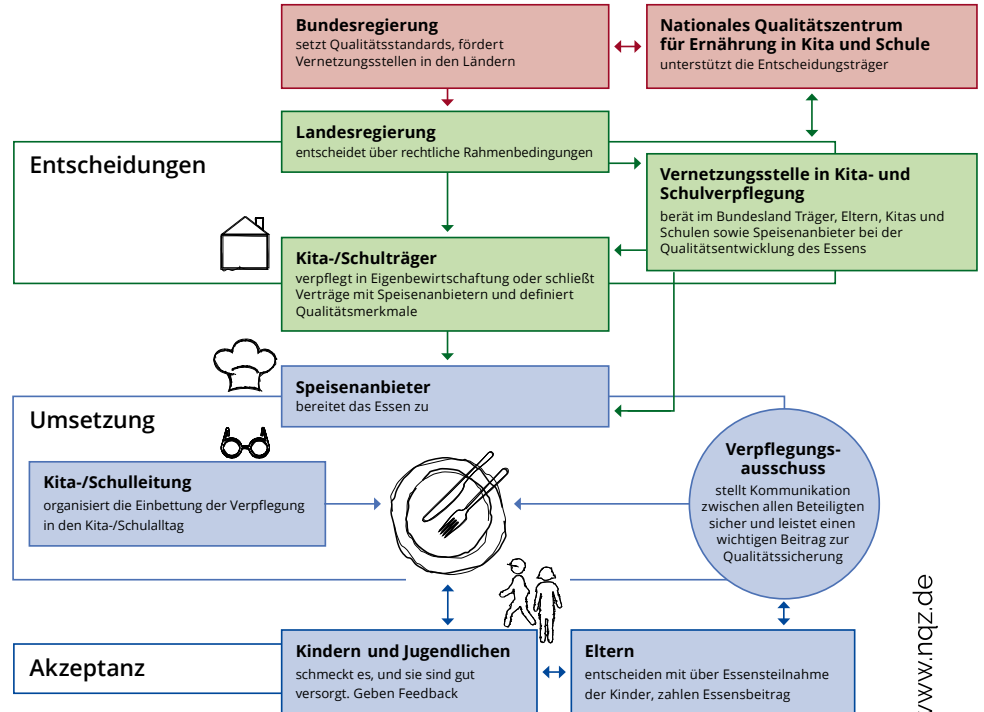 Bundesregierung
setzt Qualitätsstandards, fördert
Vernetzungsstellen in den Ländern
Nationales Qualitätszentrum
für Ernährung in Kita und Schule
unterstützt die Entscheidungsträger
Entscheidungen
Landesregierung
entscheidet über rechtliche Rahmenbedingungen
Vernetzungsstelle in Kita- und
Schulverpflegung
berät im Bundesland Träger, Eltern, Kitas und
Schulen sowie Speisenanbieter bei der
Qualitätsentwicklung des Essens
Kita-/Schulträger
verpflegt in Eigenbewirtschaftung oder schließt
Verträge mit Speisenanbietern und definiert
Qualitätsmerkmale
Speisenanbieter
bereitet das Essen zu
Umsetzung
Kita-/Schulleitung
organisiert die Einbettung der Verpflegung
in den Kita-/Schulalltag
Verpflegungs-
ausschuss
stellt Kommunikation
zwischen allen Beteiligten
sicher und leistet einen
wichtigen Beitrag zur
Qualitätssicherung
Akzeptanz
Kindern und Jugendlichen
schmeckt es, und sie sind gut
versorgt. Geben Feedback
Eltern
entscheiden mit über Essensteilnahme
der Kinder, zahlen Essensbeitrag
www.nqz.de